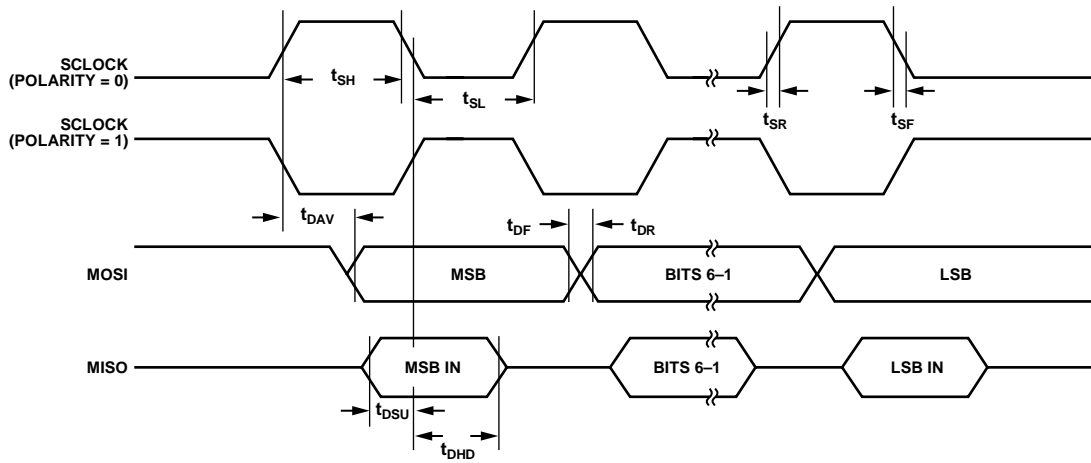 SCLOCK
(POLARITY = 0)
tSH
tSL
tSR
tSF
SCLOCK
(POLARITY = 1)
tDAV
tDF
tDR
MOSI
MSB
BITS 6–1
LSB
MISO
MSB IN
BITS 6–1
LSB IN
tDSU
tDHD